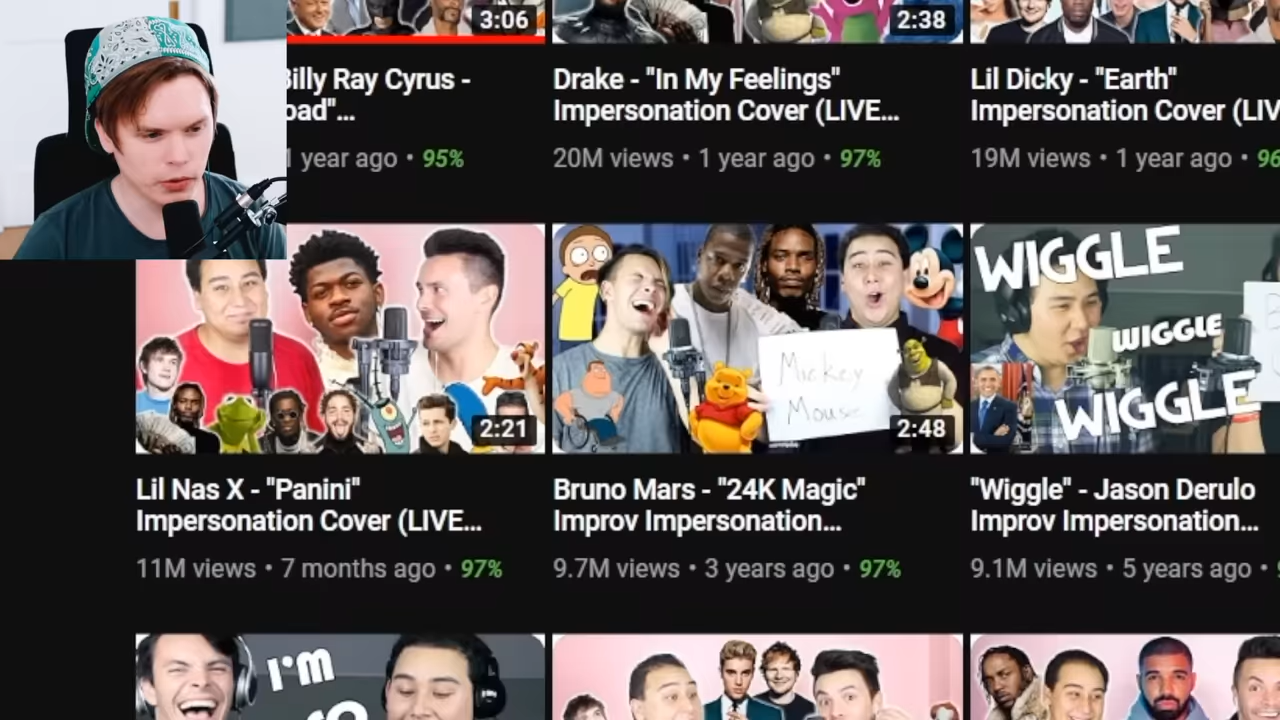 3:06
2:38
Billy Ray Cyrus -
oad"...
1 year ago • 95%
Drake - "In My Feelings"
Impersonation Cover (LIVE...
20M views • 1 year ago • 97%
Lil Dicky - "Earth"
Impersonation Cover (LIV
19M views • 1 year ago • 96
2:21
Mickey
Mouse
2:48
WIGGLE
WIGGLE
WIGGLE
Lil Nas X - "Panini"
Impersonation Cover (LIVE...
11M views • 7 months ago • 97%
Bruno Mars - "24K Magic"
Improv Impersonation...
9.7M views • 3 years ago • 97%
"Wiggle" - Jason Derulo
Improv Impersonation...
9.1M views • 5 years ago •
I'M